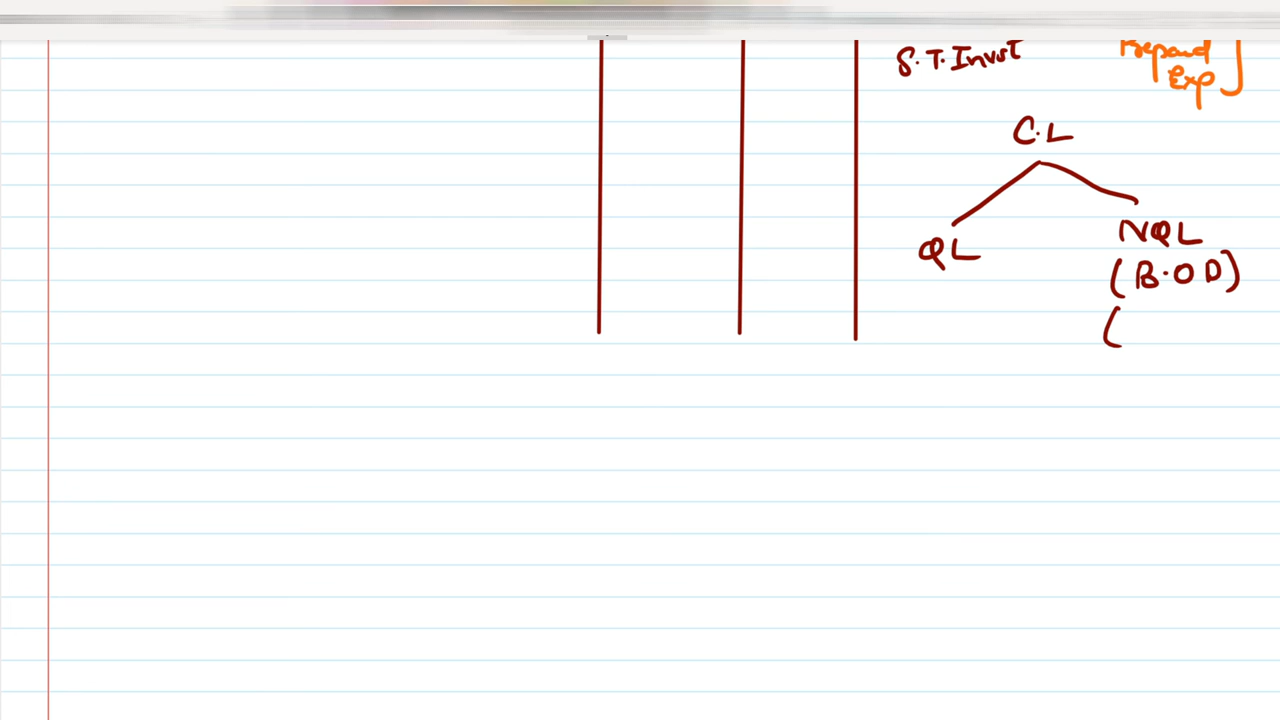 S.T. Invst
Prepaid
Exp
C.L
QL
NQL
(B.O.D)
(